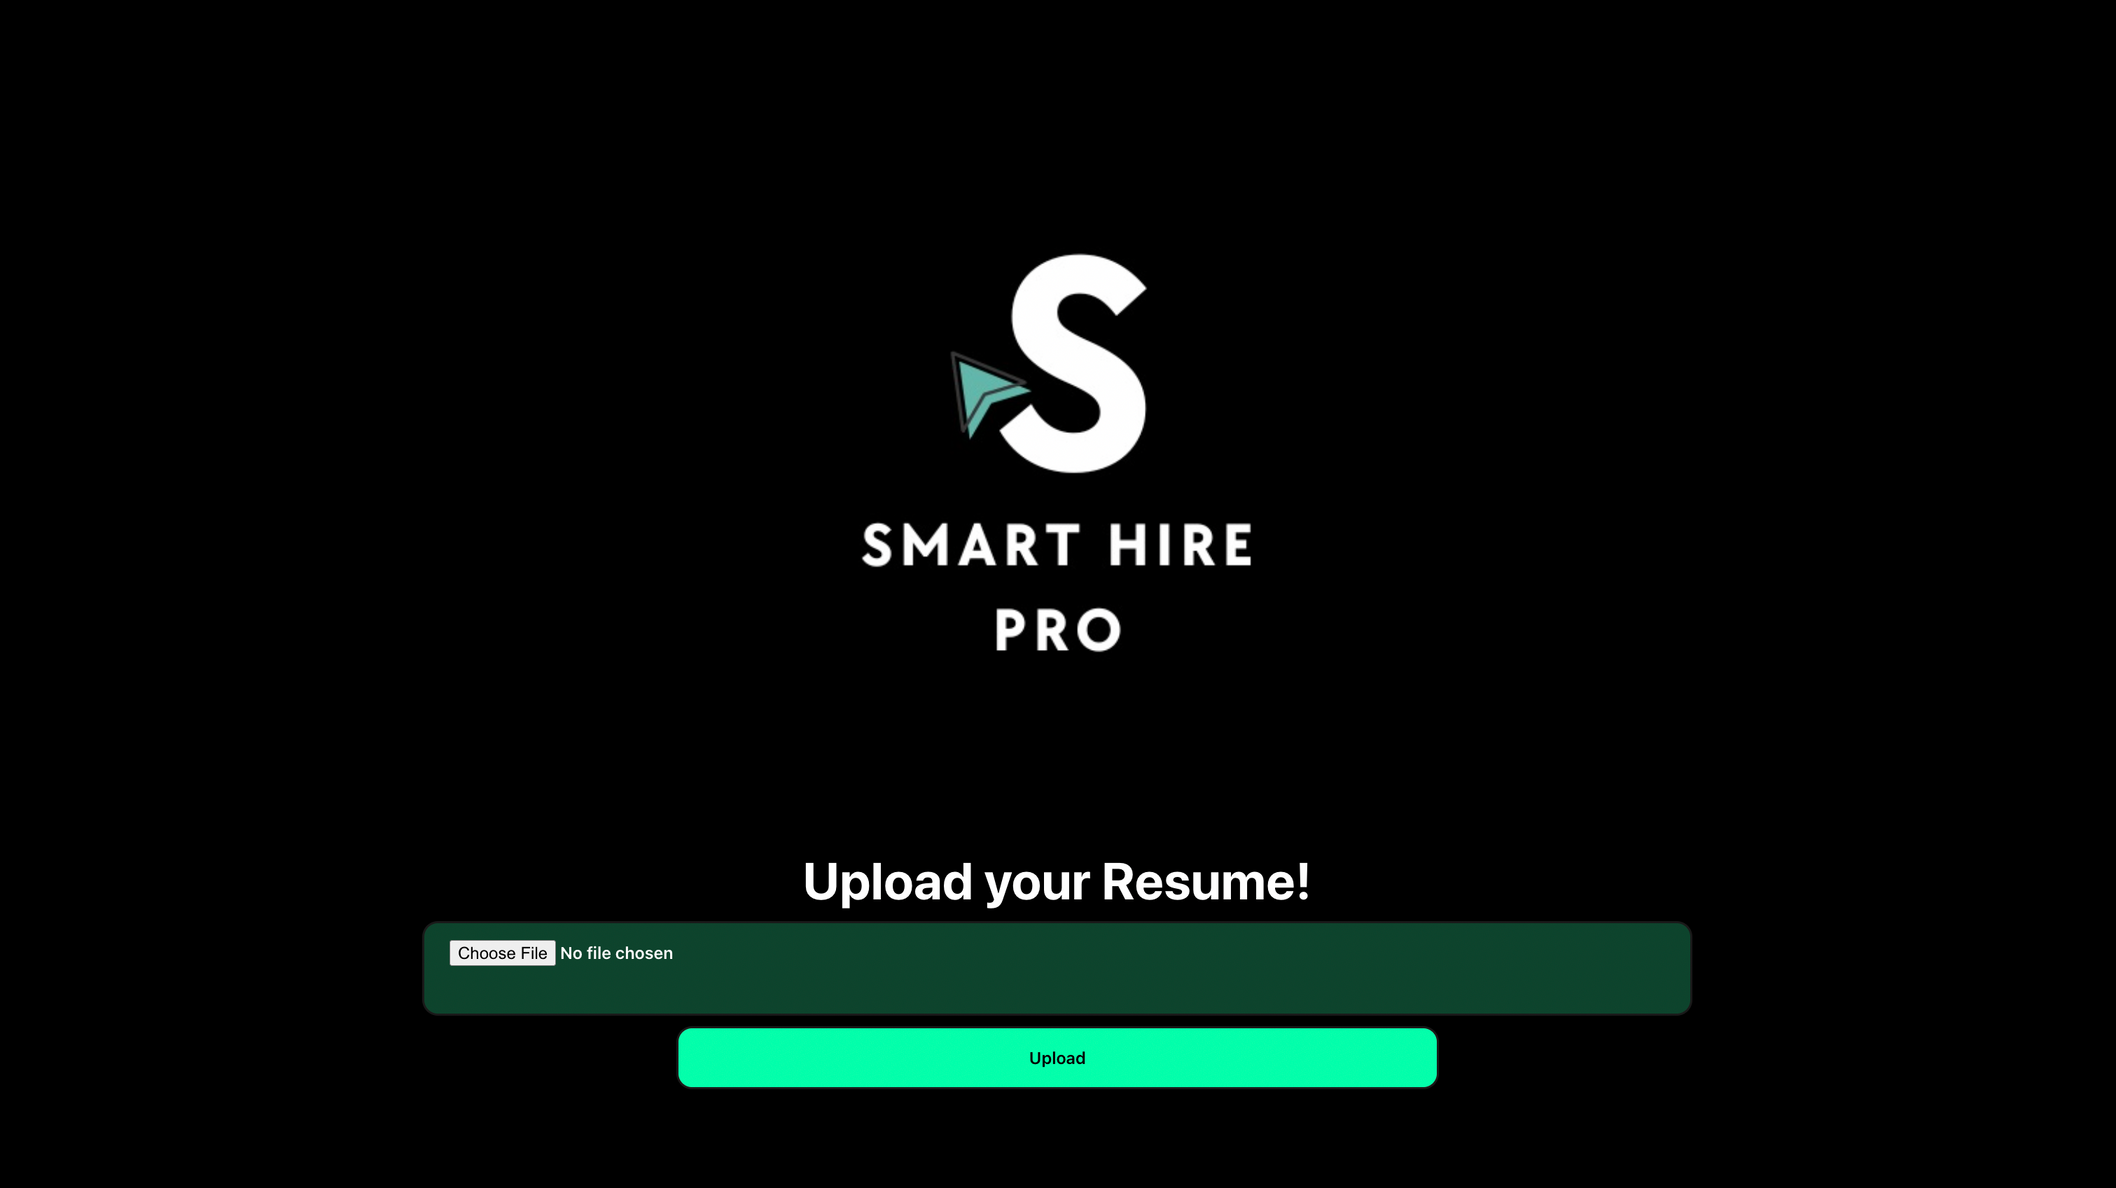 S
SMART HIRE
PRO
Upload your Resume!
Choose File No file chosen
Upload